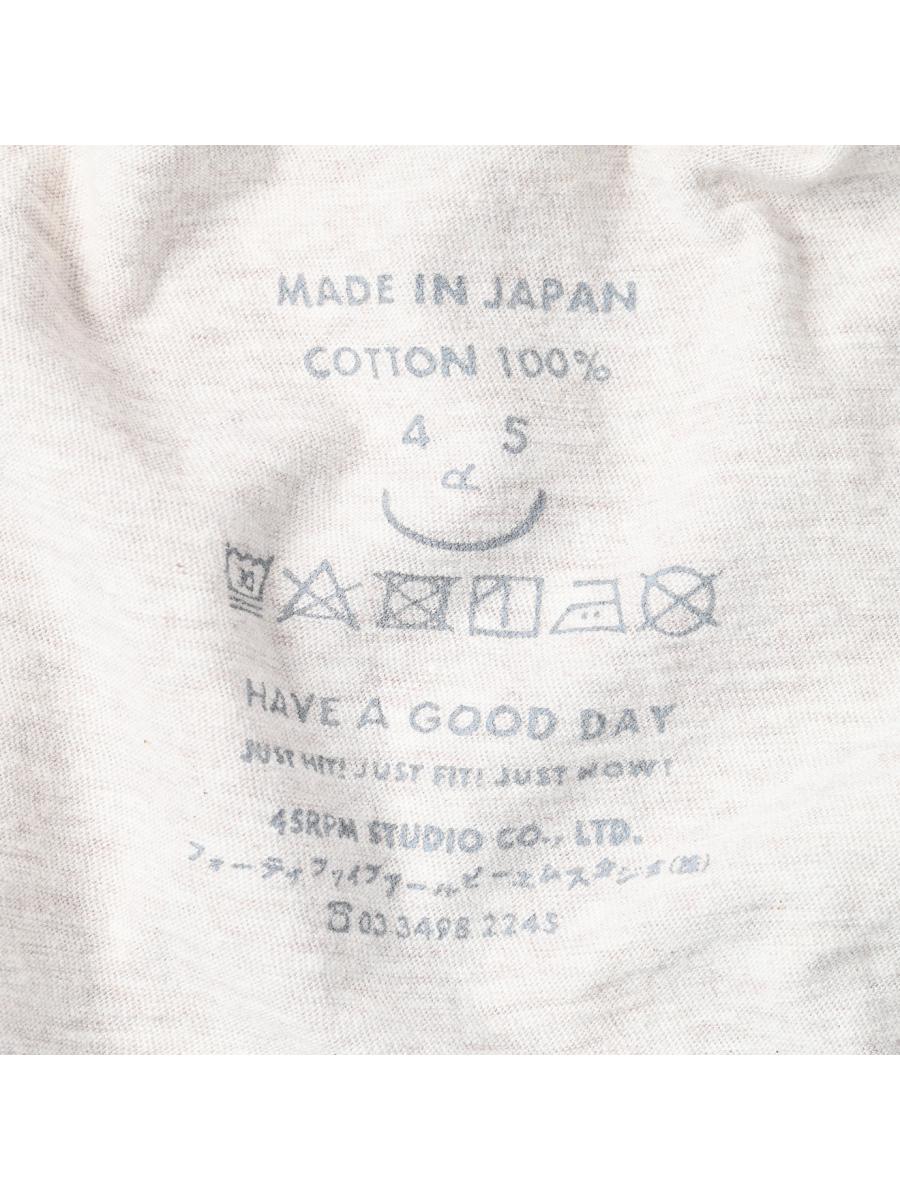 MADE IN JAPAN
COTTON 100%
4 5
R
30
HAVE A GOOD DAY
JUST HIT! JUST FIT! JUST NOW!
45RPM STUDIO CO., LTD.
フォーティファイブアールピーエムスタジオ(株)
☎ 03 3498 2245